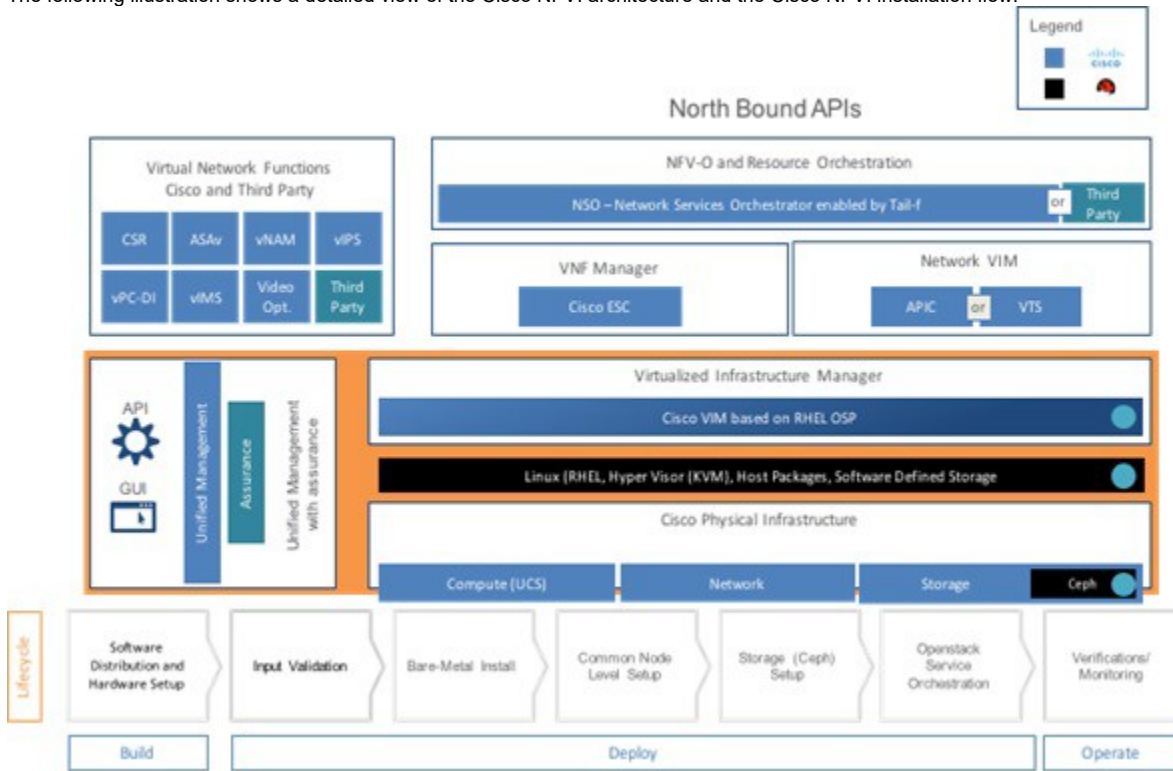 The following illustration shows a detailed view of the Cisco NFVI architecture and the Cisco NFVI installation flow:
Legend
cisco
North Bound APIs
Virtual Network Functions
Cisco and Third Party
CSR
ASAv
vNAM
vIPS
vPC-DI
vIMS
Video
Opt.
Third
Party
NFV-O and Resource Orchestration
NSO – Network Services Orchestrator enabled by Tail-f
or
Third
Party
VNF Manager
Cisco ESC
Network VIM
APIC
or
VTS
API
GUI
Unified Management
Assurance
Unified Management
with assurance
Virtualized Infrastructure Manager
Cisco VIM based on RHEL OSP
Linux (RHEL, Hyper Visor (KVM), Host Packages, Software Defined Storage
Cisco Physical Infrastructure
Compute (UCS)
Network
Storage
Ceph
Lifecycle
Software
Distribution and
Hardware Setup
Input Validation
Bare-Metal Install
Common Node
Level Setup
Storage (Ceph)
Setup
Openstack
Service
Orchestration
Verifications/
Monitoring
Build
Deploy
Operate